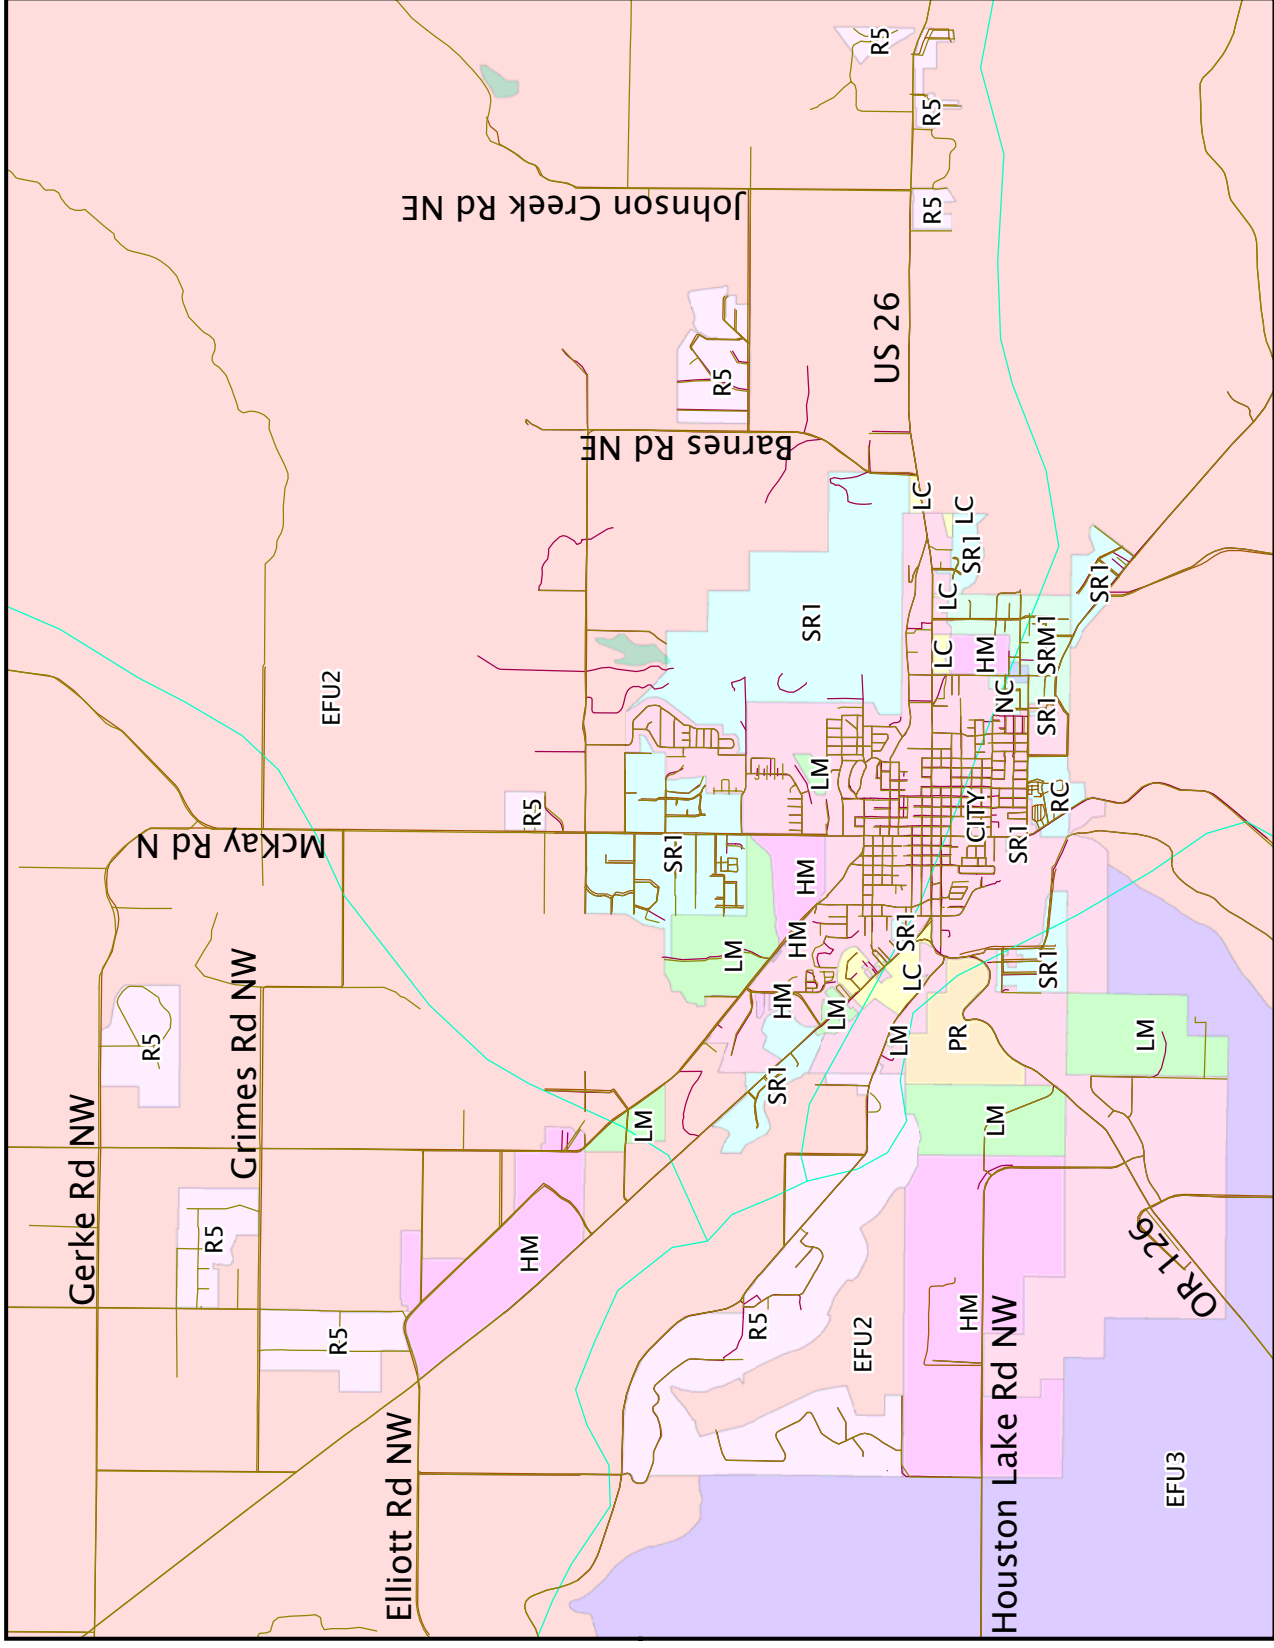 R5
R5
R5
Johnson Creek Rd NE
R5
US 26
Barnes Rd NE
LC
LC
SR1
SR1
LC
SR1
LC
HM
SRM1
NC
SR1
EFU2
LM
R5
CITY
RC
SR1
McKay Rd N
SR1
HM
HM
SR1
LM
LC
SR1
HM
LM
LM
PR
LM
R5
Grimes Rd NW
SR1
LM
LM
Gerke Rd NW
R5
HM
OR 126
R5
R5
EFU2
HM
Elliott Rd NW
Houston Lake Rd NW
EFU3